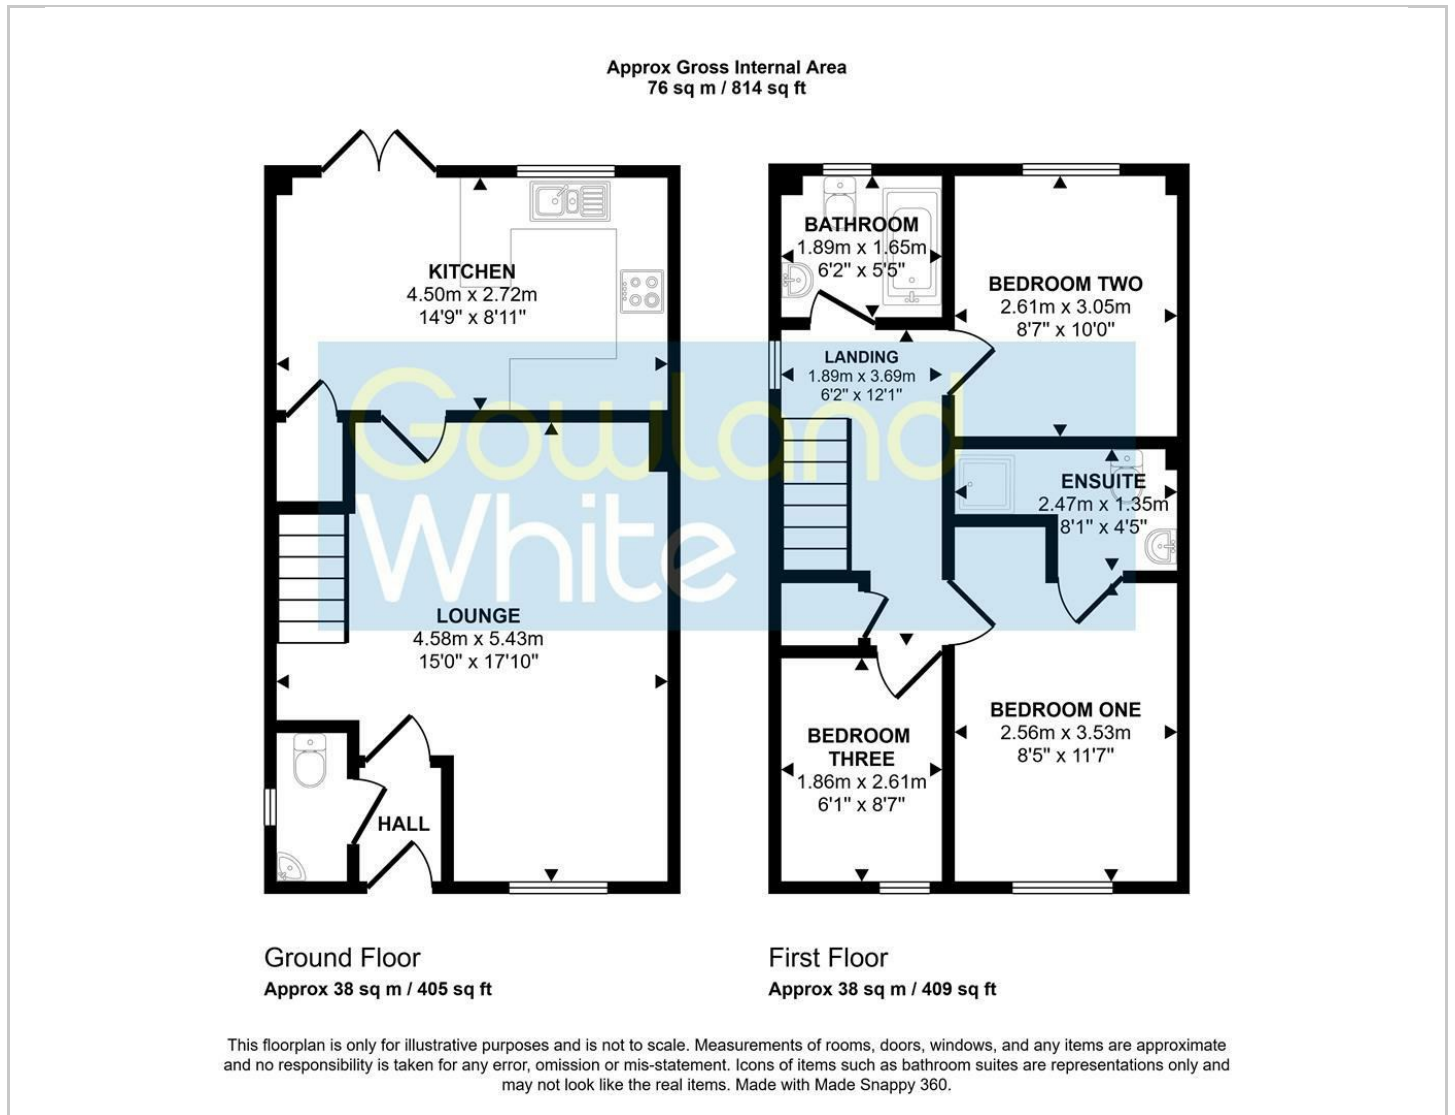 Approx Gross Internal Area
76 sq m / 814 sq ft
KITCHEN
4.50m x 2.72m
14'9" x 8'11"
LOUNGE
4.58m x 5.43m
15'0" x 17'10"
HALL
BATHROOM
1.89m x 1.65m
6'2" x 5'5"
BEDROOM TWO
2.61m x 3.05m
8'7" x 10'0"
LANDING
1.89m x 3.69m
6'2" x 12'1"
ENSUITE
2.47m x 1.35m
8'1" x 4'5"
BEDROOM ONE
2.56m x 3.53m
8'5" x 11'7"
BEDROOM
THREE
1.86m x 2.61m
6'1" x 8'7"
Gowland
White
Ground Floor
Approx 38 sq m / 405 sq ft
First Floor
Approx 38 sq m / 409 sq ft
This floorplan is only for illustrative purposes and is not to scale. Measurements of rooms, doors, windows, and any items are approximate
and no responsibility is taken for any error, omission or mis-statement. Icons of items such as bathroom suites are representations only and
may not look like the real items. Made with Made Snappy 360.